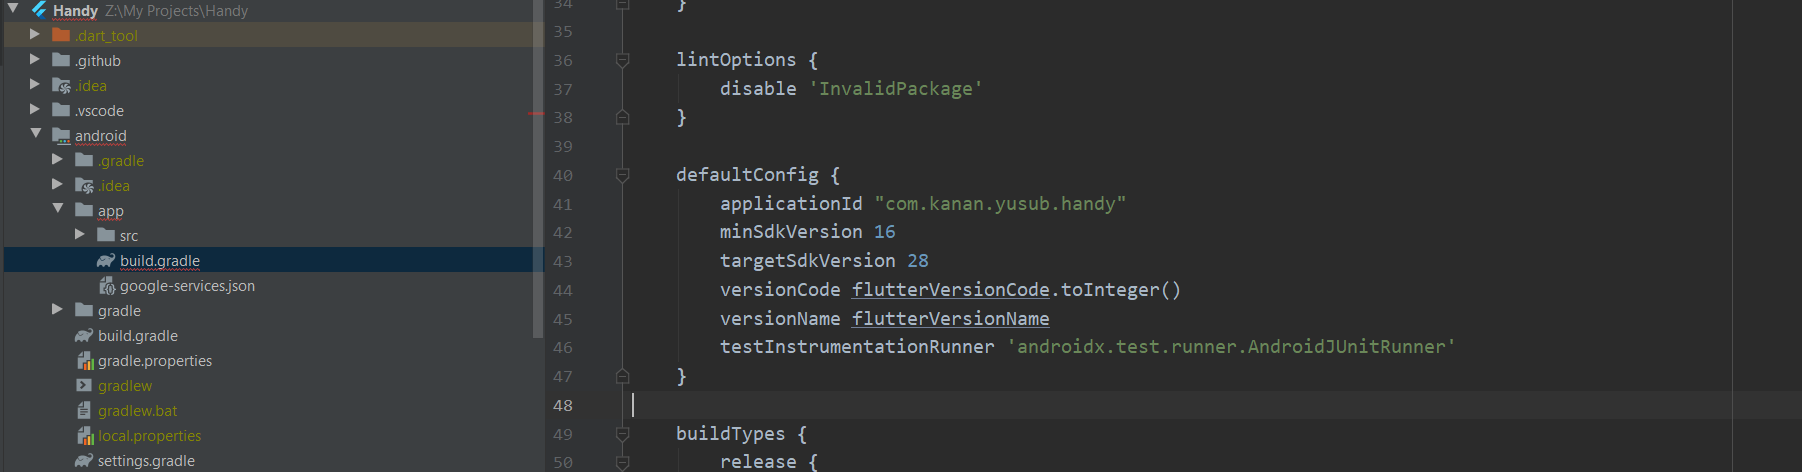 Handy Z:\My Projects\Handy
.dart_tool
.github
.idea
.vscode
android
.gradle
.idea
app
src
build.gradle
google-services.json
gradle
build.gradle
gradle.properties
gradlew
gradlew.bat
local.properties
settings.gradle
34 }
35
36 lintOptions {
37 disable 'InvalidPackage'
38 }
39
40 defaultConfig {
41 applicationId "com.kanan.yusub.handy"
42 minSdkVersion 16
43 targetSdkVersion 28
44 versionCode flutterVersionCode.toInteger()
45 versionName flutterVersionName
46 testInstrumentationRunner 'androidx.test.runner.AndroidJUnitRunner'
47 }
48
49 buildTypes {
50 release {